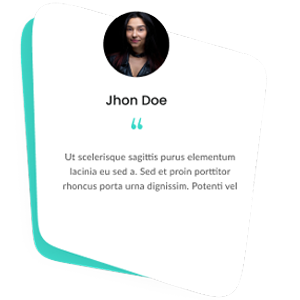 Jhon Doe
“
Ut scelerisque sagittis purus elementum
lacinia eu sed a. Sed et proin porttitor
rhoncus porta urna dignissim. Potenti vel